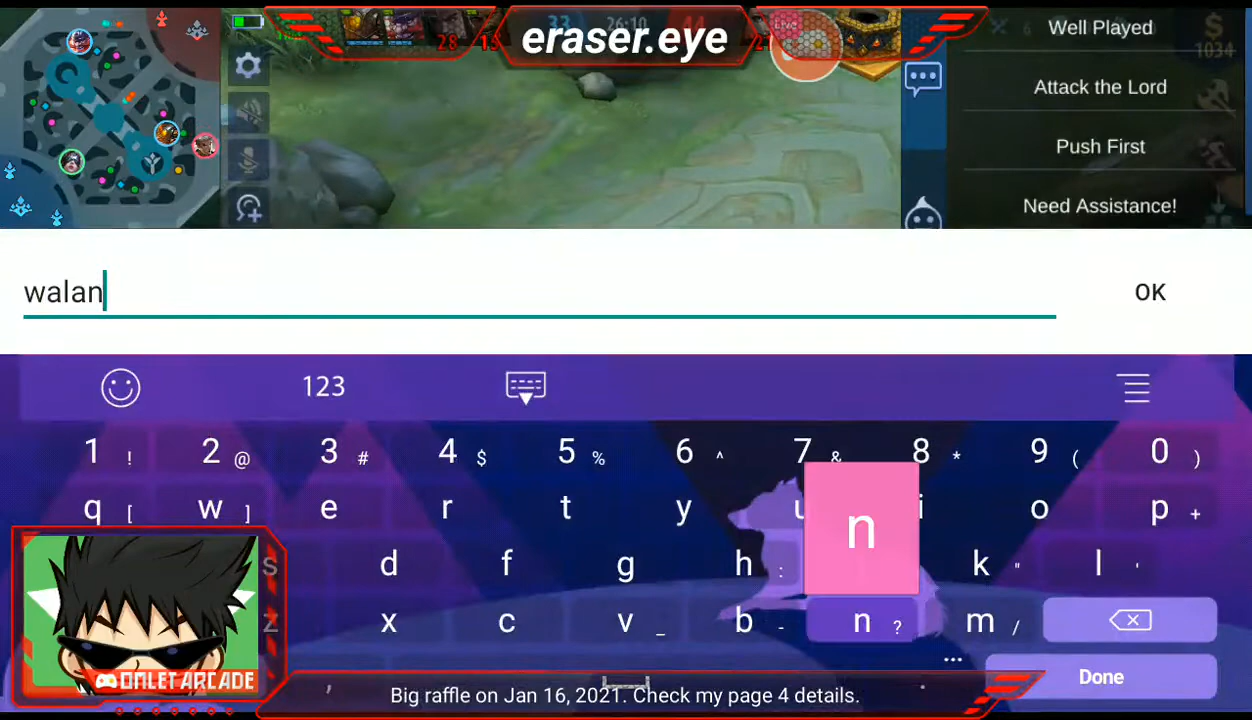 33 26:10 44
28
eraser.eye
Well Played
1034
Attack the Lord
Push First
Need Assistance!
walan
OK
123
1 ! 2 @ 3 # 4 $ 5 % 6 ^ 7 & 8 * 9 ( 0 )
q [ w ] e r t y u i o p +
n
s d f g h : k " l '
z x c v _ b - n ? m /
Done
OMLET ARCADE
Big raffle on Jan 16, 2021. Check my page 4 details.